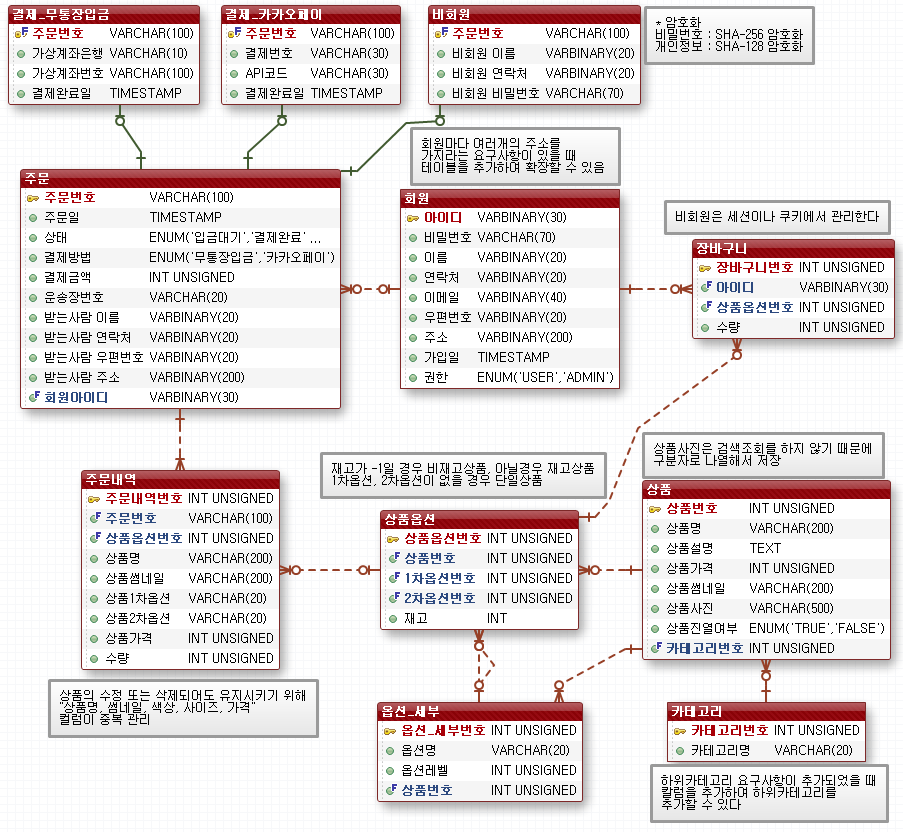 결제_무통장입금
주문번호 VARCHAR(100)
가상계좌은행 VARCHAR(10)
가상계좌번호 VARCHAR(100)
결제완료일 TIMESTAMP
결제_카카오페이
주문번호 VARCHAR(100)
결제번호 VARCHAR(30)
API코드 VARCHAR(30)
결제완료일 TIMESTAMP
비회원
주문번호 VARCHAR(100)
비회원 이름 VARBINARY(20)
비회원 연락처 VARBINARY(20)
비회원 비밀번호 VARCHAR(70)
* 암호화
비밀번호 : SHA-256 암호화
개인정보 : SHA-128 암호화
회원마다 여러개의 주소를
가지라는 요구사항이 있을 때
테이블을 추가하여 확장할 수 있음
주문
주문번호 VARCHAR(100)
주문일 TIMESTAMP
상태 ENUM('입금대기','결제완료' ,,,
결제방법 ENUM('무통장입금','카카오페이')
결제금액 INT UNSIGNED
운송장번호 VARCHAR(20)
받는사람 이름 VARBINARY(20)
받는사람 연락처 VARBINARY(20)
받는사람 우편번호 VARBINARY(20)
받는사람 주소 VARBINARY(200)
회원아이디 VARBINARY(30)
회원
아이디 VARBINARY(30)
비밀번호 VARCHAR(70)
이름 VARBINARY(20)
연락처 VARBINARY(20)
이메일 VARBINARY(40)
우편번호 VARBINARY(20)
주소 VARBINARY(200)
가입일 TIMESTAMP
권한 ENUM('USER','ADMIN')
비회원은 세션이나 쿠키에서 관리한다
장바구니
장바구니번호 INT UNSIGNED
아이디 VARBINARY(30)
상품옵션번호 INT UNSIGNED
수량 INT UNSIGNED
주문내역
주문내역번호 INT UNSIGNED
주문번호 VARCHAR(100)
상품옵션번호 INT UNSIGNED
상품명 VARCHAR(200)
상품썸네일 VARCHAR(200)
상품1차옵션 VARCHAR(20)
상품2차옵션 VARCHAR(20)
상품가격 INT UNSIGNED
수량 INT UNSIGNED
상품의 수정 또는 삭제되어도 유지시키기 위해
"상품명, 썸네일, 색상, 사이즈, 가격"
컬럼이 중복 관리
재고가 -1일 경우 비재고상품, 아닐경우 재고상품
1차옵션, 2차옵션이 없을 경우 단일상품
상품옵션
상품옵션번호 INT UNSIGNED
상품번호 INT UNSIGNED
1차옵션번호 INT UNSIGNED
2차옵션번호 INT UNSIGNED
재고 INT
상품사진은 검색조회를 하지 않기 때문에
구분자로 나열해서 저장
상품
상품번호 INT UNSIGNED
상품명 VARCHAR(200)
상품설명 TEXT
상품가격 INT UNSIGNED
상품썸네일 VARCHAR(200)
상품사진 VARCHAR(500)
상품진열여부 ENUM('TRUE','FALSE')
카테고리번호 INT UNSIGNED
옵션_세부
옵션_세부번호 INT UNSIGNED
옵션명 VARCHAR(20)
옵션레벨 INT UNSIGNED
상품번호 INT UNSIGNED
카테고리
카테고리번호 INT UNSIGNED
카테고리명 VARCHAR(20)
하위카테고리 요구사항이 추가되었을 때
칼럼을 추가하여 하위카테고리를
추가할 수 있다